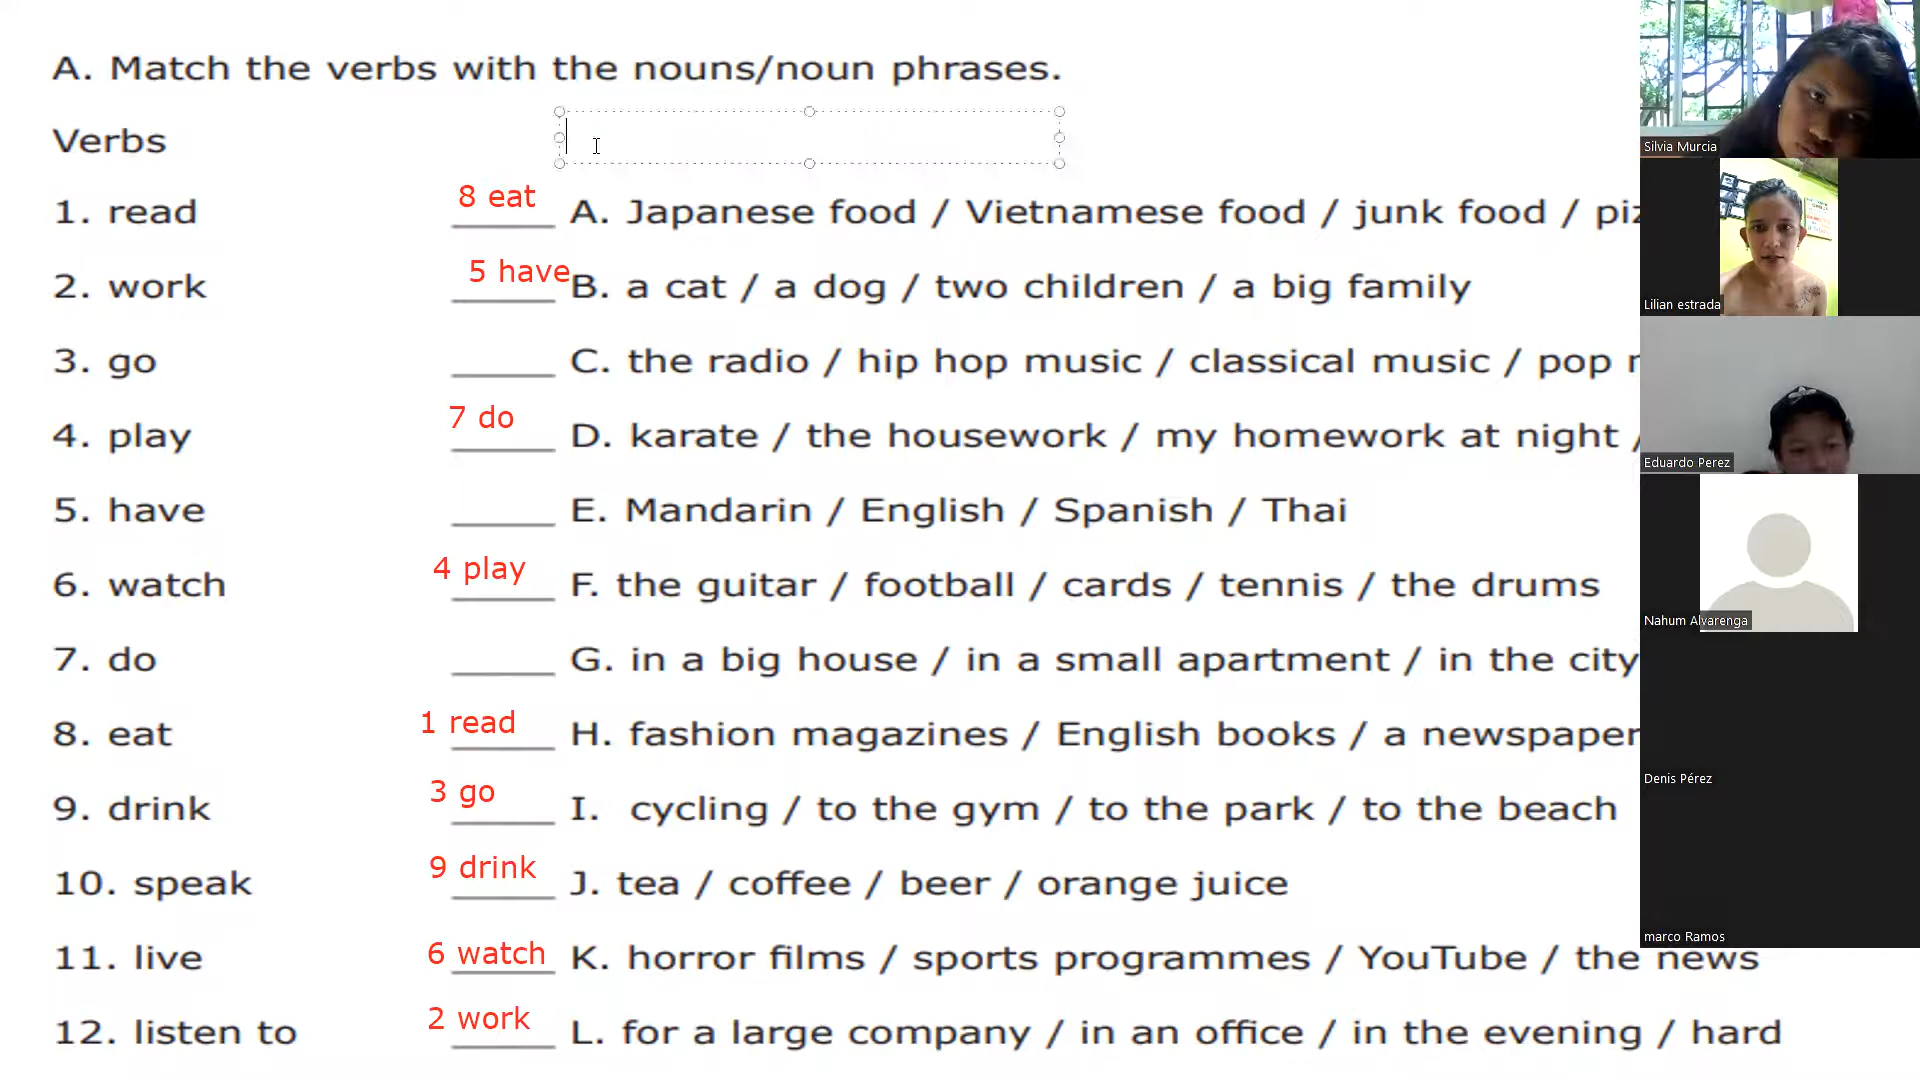 A. Match the verbs with the nouns/noun phrases.
Verbs
1. read 8 eat A. Japanese food / Vietnamese food / junk food /
2. work 5 have B. a cat / a dog / two children / a big family
3. go C. the radio / hip hop music / classical music / pop
4. play 7 do D. karate / the housework / my homework at night /
5. have E. Mandarin / English / Spanish / Thai
6. watch 4 play F. the guitar / football / cards / tennis / the drums
7. do G. in a big house / in a small apartment / in the city
8. eat 1 read H. fashion magazines / English books / a newspaper
9. drink 3 go I. cycling / to the gym / to the park / to the beach
10. speak 9 drink J. tea / coffee / beer / orange juice
11. live 6 watch K. horror films / sports programmes / YouTube / the news
12. listen to 2 work L. for a large company / in an office / in the evening / hard
Silvia Murcia
Lilian estrada
Eduardo Perez
Nahum Alvarenga
Denis Pérez
marco Ramos